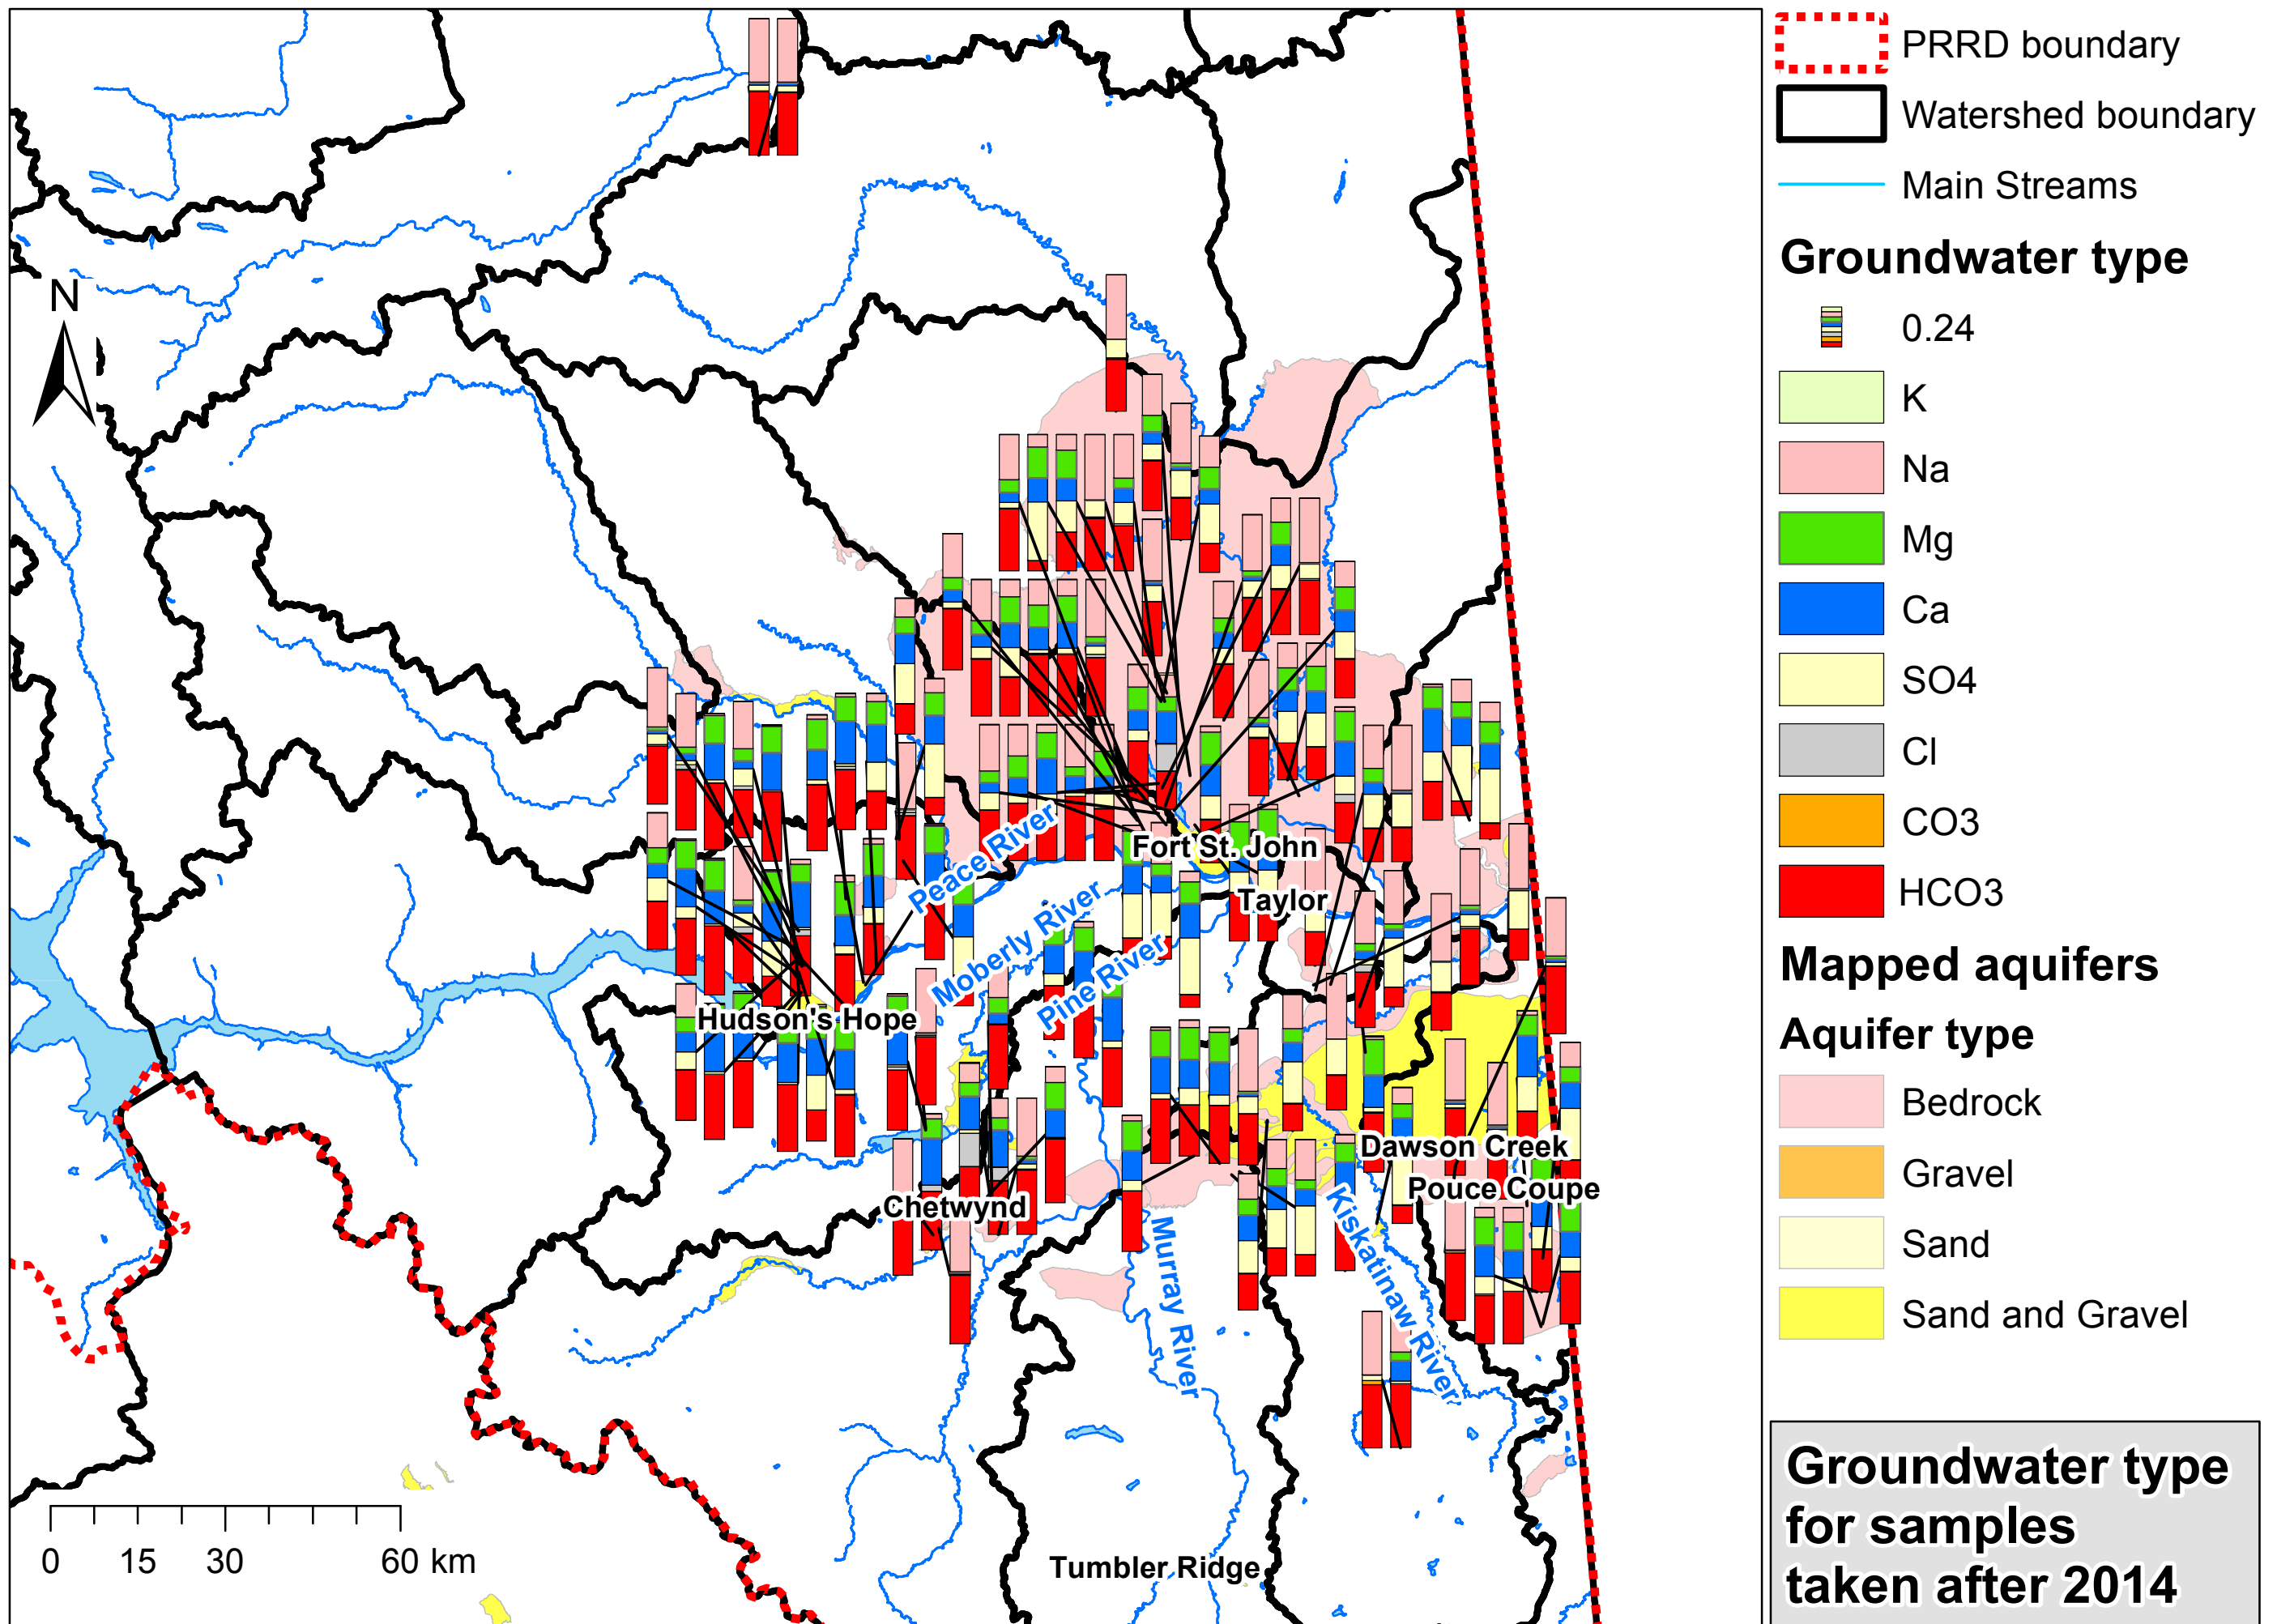 N
Peace River
Fort St. John
Taylor
Moberly River
Pine River
Hudson's Hope
Dawson Creek
Pouce Coupe
Chetwynd
Murray River
Kiskatinaw River
Tumbler Ridge
0 15 30 60 km
PRRD boundary
Watershed boundary
Main Streams
Groundwater type
0.24
K
Na
Mg
Ca
SO4
Cl
CO3
HCO3
Mapped aquifers
Aquifer type
Bedrock
Gravel
Sand
Sand and Gravel
Groundwater type
for samples
taken after 2014